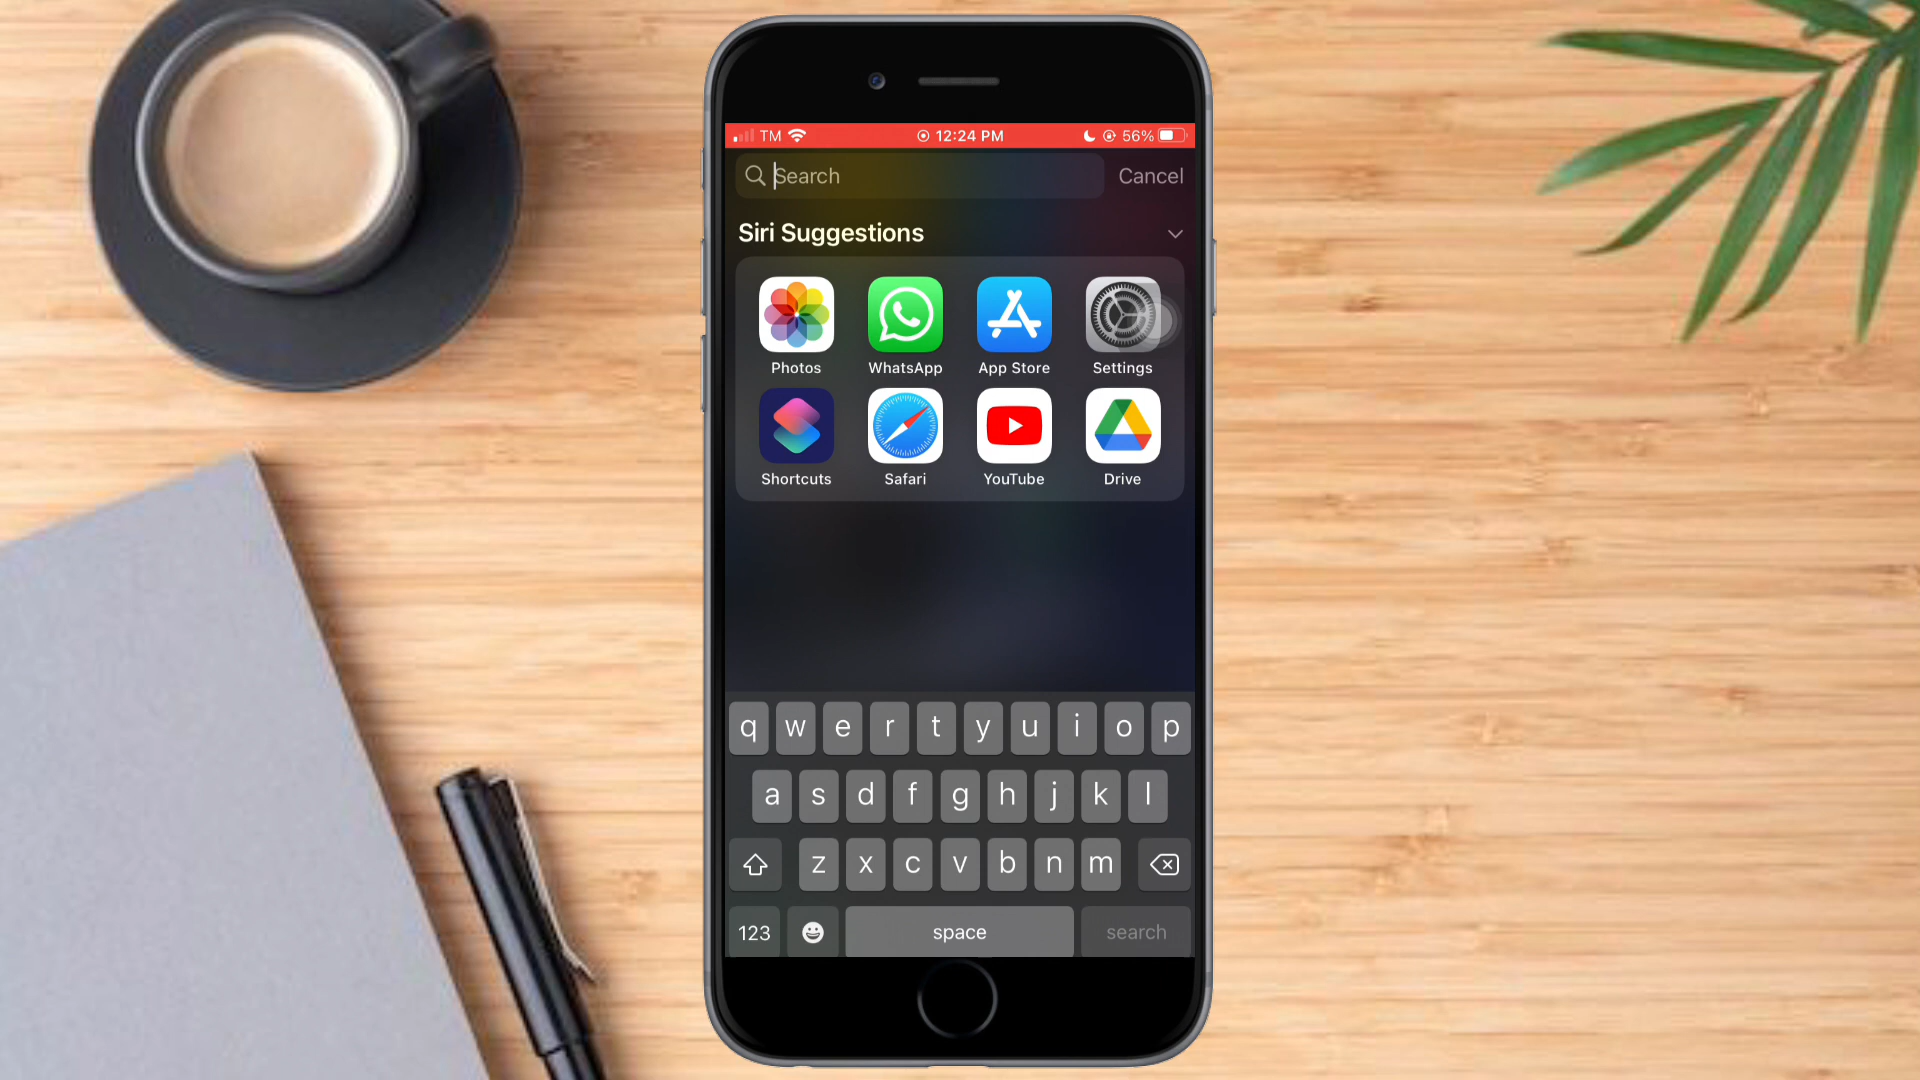 TM 12:24 PM 56%
Search Cancel
Siri Suggestions
Photos WhatsApp App Store Settings
Shortcuts Safari YouTube Drive
q w e r t y u i o p
a s d f g h j k l
z x c v b n m
123 space search